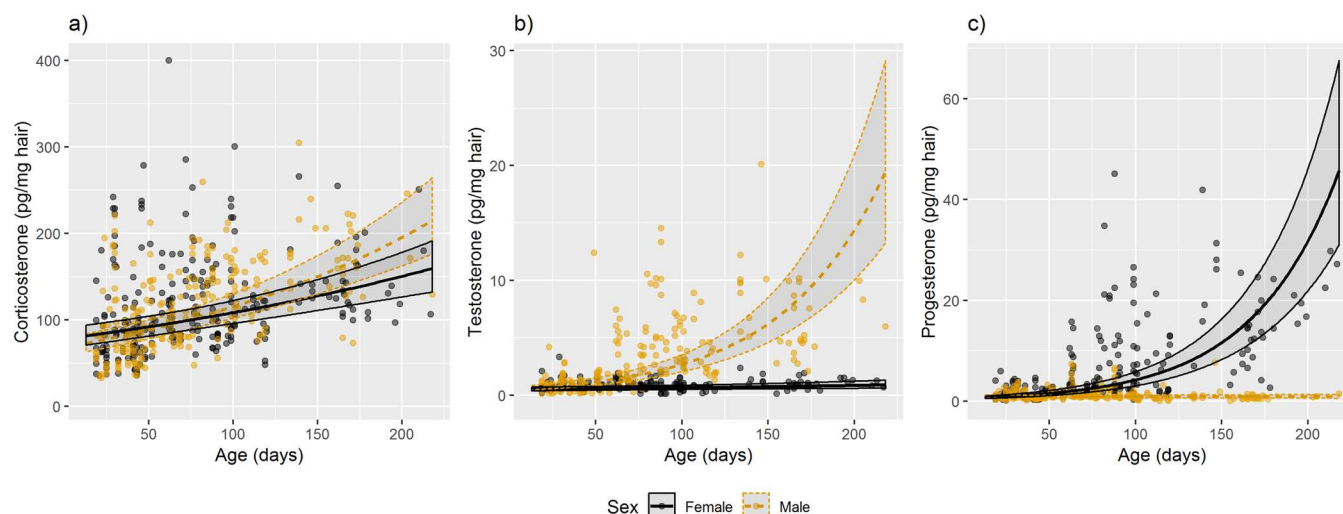 a)
400
300
200
100
0
50
100
150
200
Corticosterone (pg/mg hair)
Age (days)
b)
30
20
10
0
50
100
150
200
Testosterone (pg/mg hair)
Age (days)
c)
60
40
20
0
50
100
150
200
Progesterone (pg/mg hair)
Age (days)
Sex Female Male